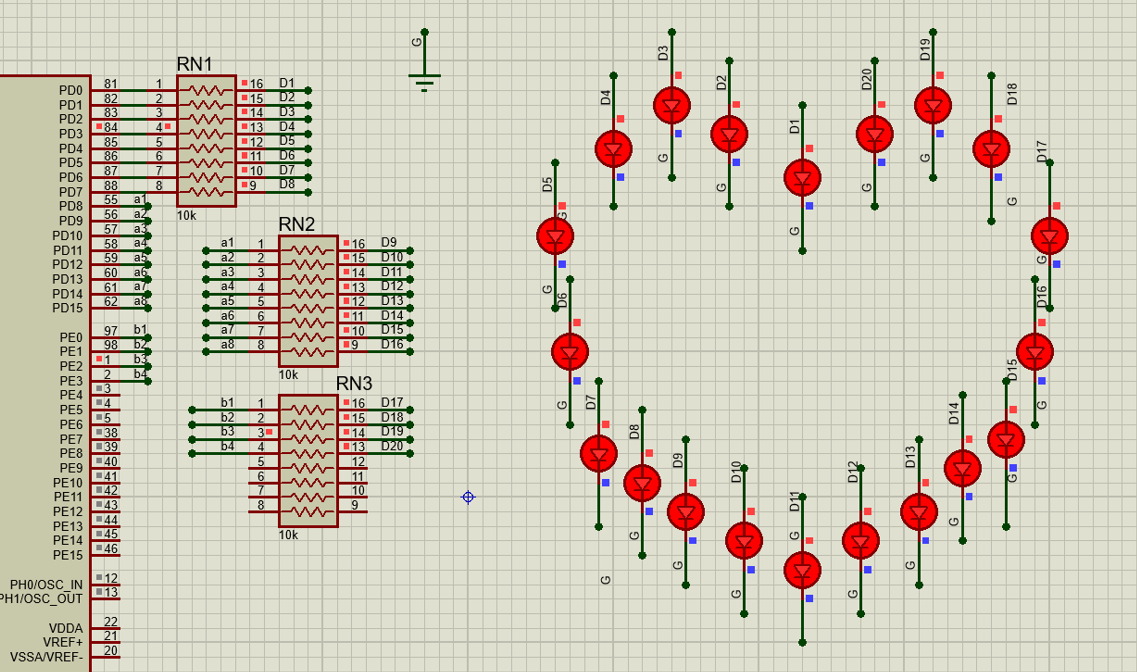 G
RN1
PD0 81 1 16 D1
PD1 82 2 15 D2
PD2 83 3 14 D3
PD3 84 4 13 D4
PD4 85 5 12 D5
PD5 86 6 11 D6
PD6 87 7 10 D7
PD7 88 8 9 D8
10k
PD8 55 a1
PD9 56 a2
PD10 57 a3
PD11 58 a4
PD12 59 a5
PD13 60 a6
PD14 61 a7
PD15 62 a8
RN2
a1 1 16 D9
a2 2 15 D10
a3 3 14 D11
a4 4 13 D12
a5 5 12 D13
a6 6 11 D14
a7 7 10 D15
a8 8 9 D16
10k
PE0 97 b1
PE1 98 b2
PE2 1 b3
PE3 2 b4
PE4 3
PE5 4
PE6 5
PE7 38
PE8 39
PE9 40
PE10 41
PE11 42
PE12 43
PE13 44
PE14 45
PE15 46
RN3
b1 1 16 D17
b2 2 15 D18
b3 3 14 D19
b4 4 13 D20
5 12
6 11
7 10
8 9
10k
PH0/OSC_IN 12
PH1/OSC_OUT 13
VDDA 22
VREF+ 21
VSSA/VREF- 20
D3
G
D2
G
D4
G
D1
G
D20
G
D19
G
D18
G
D17
G
D5
G
D6
G
D16
G
D7
G
D8
G
D9
G
D10
G
D11
G
D12
G
D13
G
D14
G
D15
G